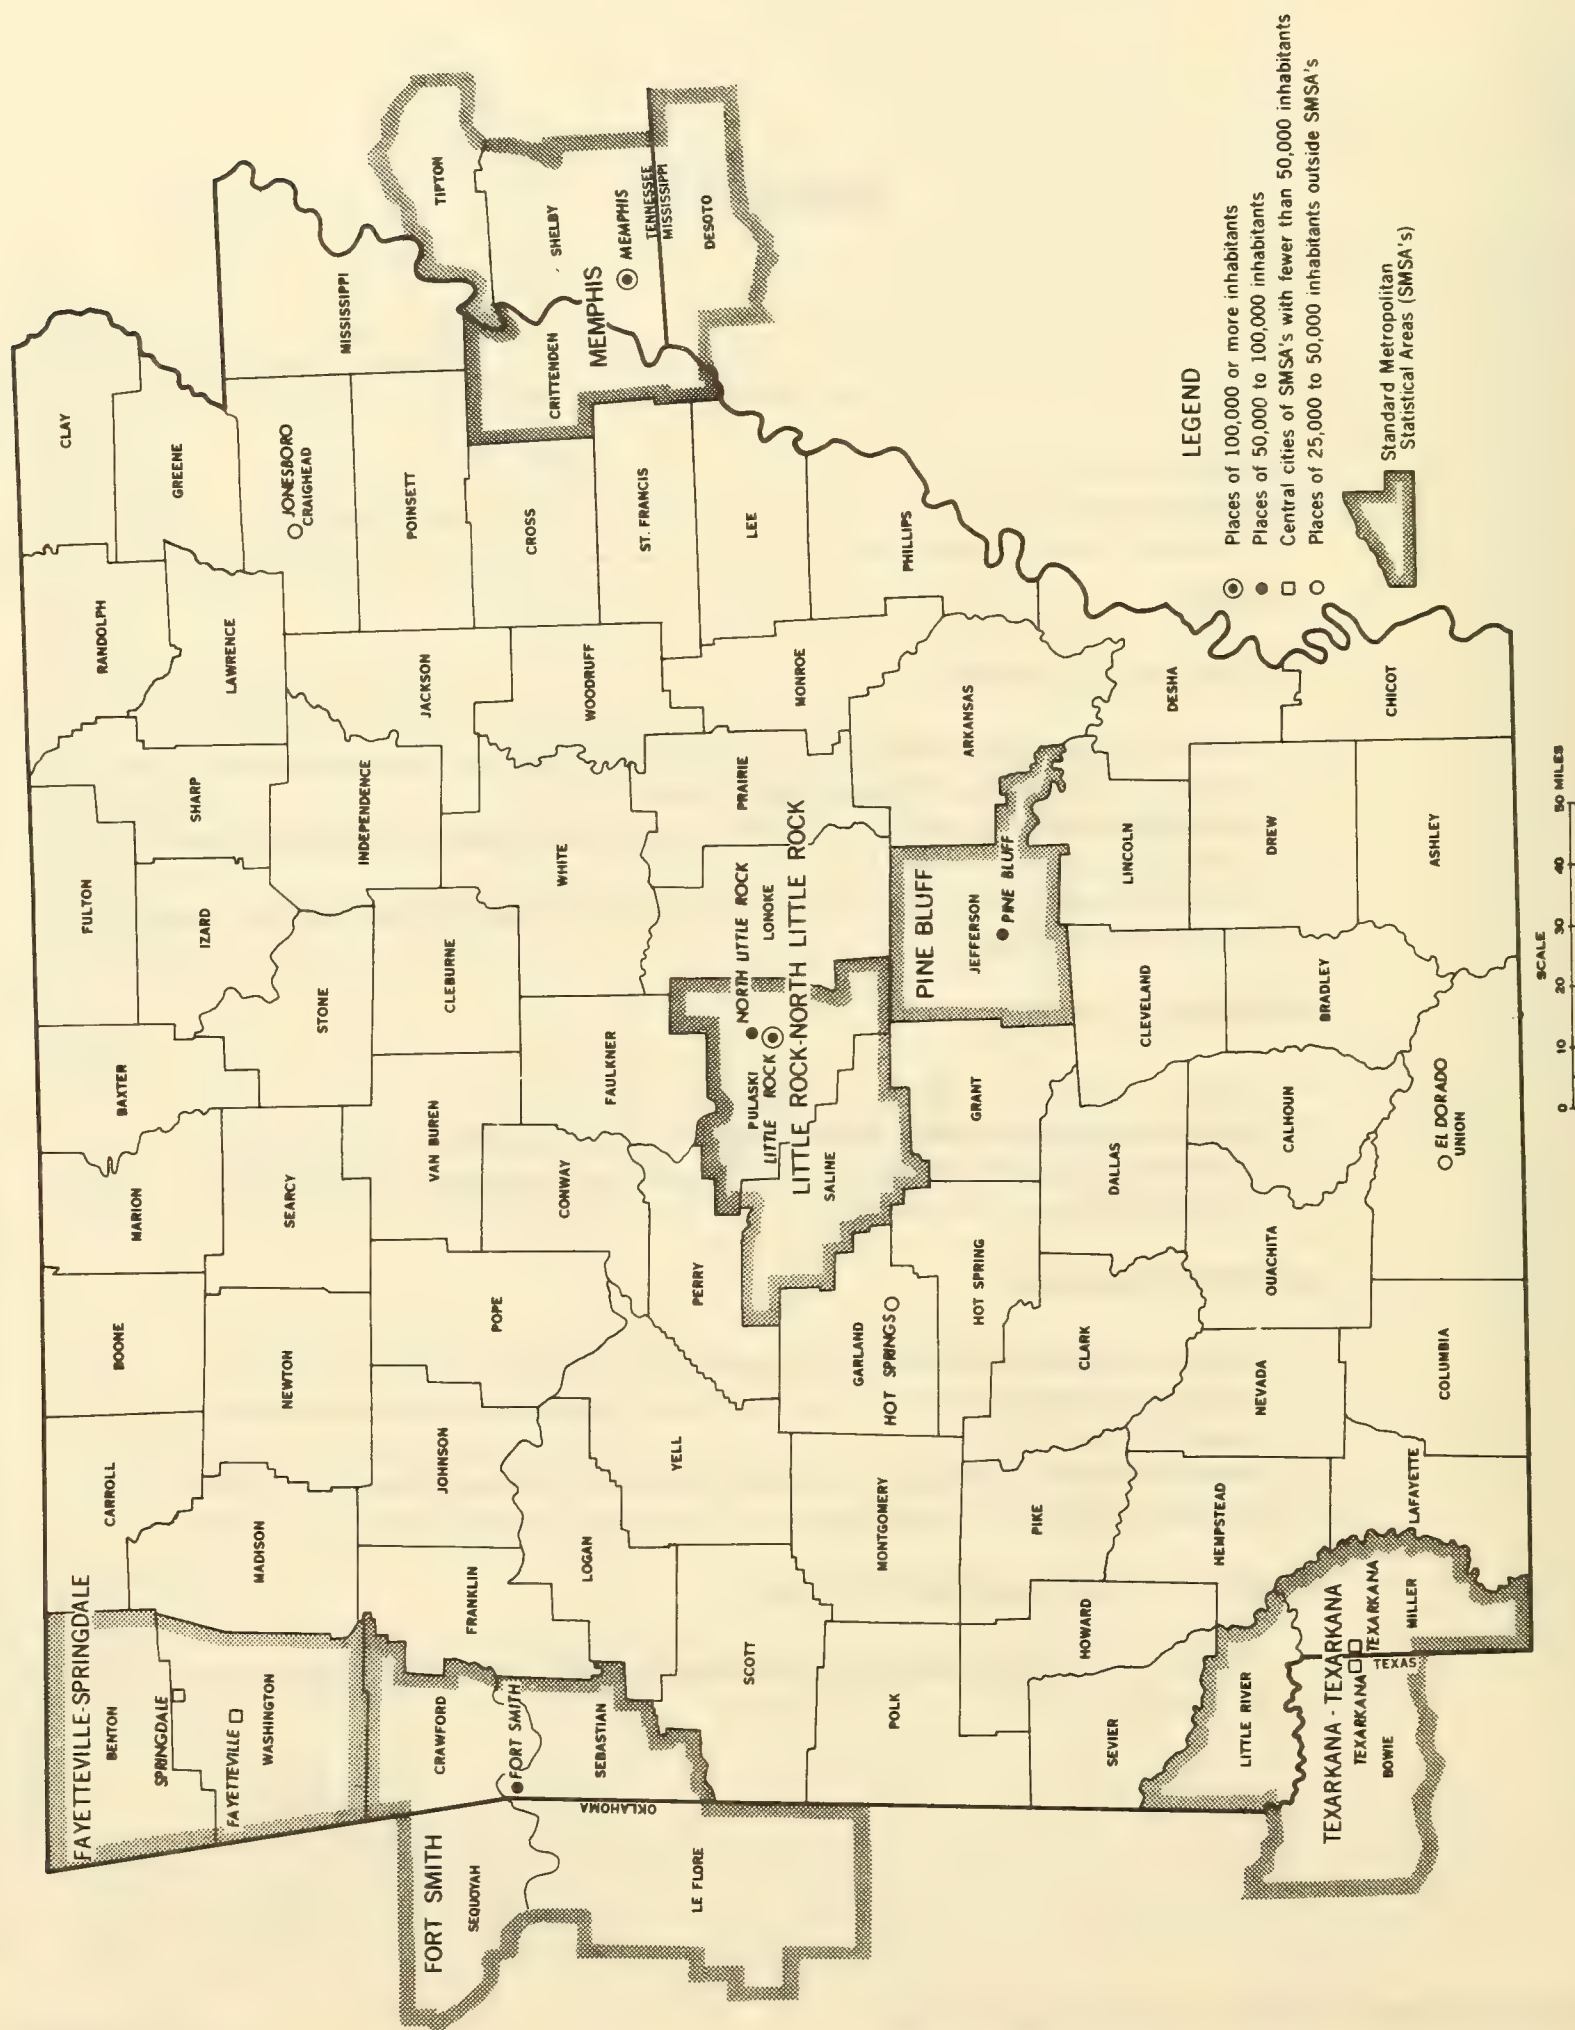 FAYETTEVILLE-SPRINGDALE
BENTON
SPRINGDALE
FAYETTEVILLE
WASHINGTON
CARROLL
MADISON
BOONE
NEWTON
MARION
SEARCY
BAXTER
STONE
FULTON
IZARD
SHARP
INDEPENDENCE
RANDOLPH
LAWRENCE
CLAY
GREENE
JONESBORO
CRAIGHEAD
MISSISSIPPI
POINSETT
JACKSON
FORT SMITH
SEQUOYAH
CRAWFORD
FORT SMITH
SEBASTIAN
OKLAHOMA
LE FLORE
FRANKLIN
LOGAN
JOHNSON
POPE
VAN BUREN
CLEBURNE
CONWAY
FAULKNER
WHITE
WOODRUFF
CROSS
ST. FRANCIS
LEE
CRITTENDEN
MEMPHIS
TIPTON
SHELBY
MEMPHIS
TENNESSEE
MISSISSIPPI
DESOTO
SCOTT
YELL
PERRY
PULASKI
LITTLE ROCK
NORTH LITTLE ROCK
LITTLE ROCK-NORTH LITTLE ROCK
LONOKE
PRAIRIE
MONROE
PHILLIPS
SALINE
GARLAND
HOT SPRINGS
MONTGOMERY
POLK
HOT SPRING
GRANT
PINE BLUFF
JEFFERSON
PINE BLUFF
ARKANSAS
PIKE
CLARK
DALLAS
CLEVELAND
LINCOLN
DESHA
HOWARD
SEVIER
HEMPSTEAD
LITTLE RIVER
NEVADA
OUACHITA
CALHOUN
BRADLEY
DREW
CHICOT
TEXARKANA - TEXARKANA
TEXARKANA
TEXARKANA
BOWIE
TEXAS
MILLER
LAFAYETTE
COLUMBIA
EL DORADO
UNION
ASHLEY
LEGEND
Places of 100,000 or more inhabitants
Places of 50,000 to 100,000 inhabitants
Central cities of SMSA's with fewer than 50,000 inhabitants
Places of 25,000 to 50,000 inhabitants outside SMSA's
Standard Metropolitan
Statistical Areas (SMSA's)
0 10 20 30 40 50 MILES
SCALE